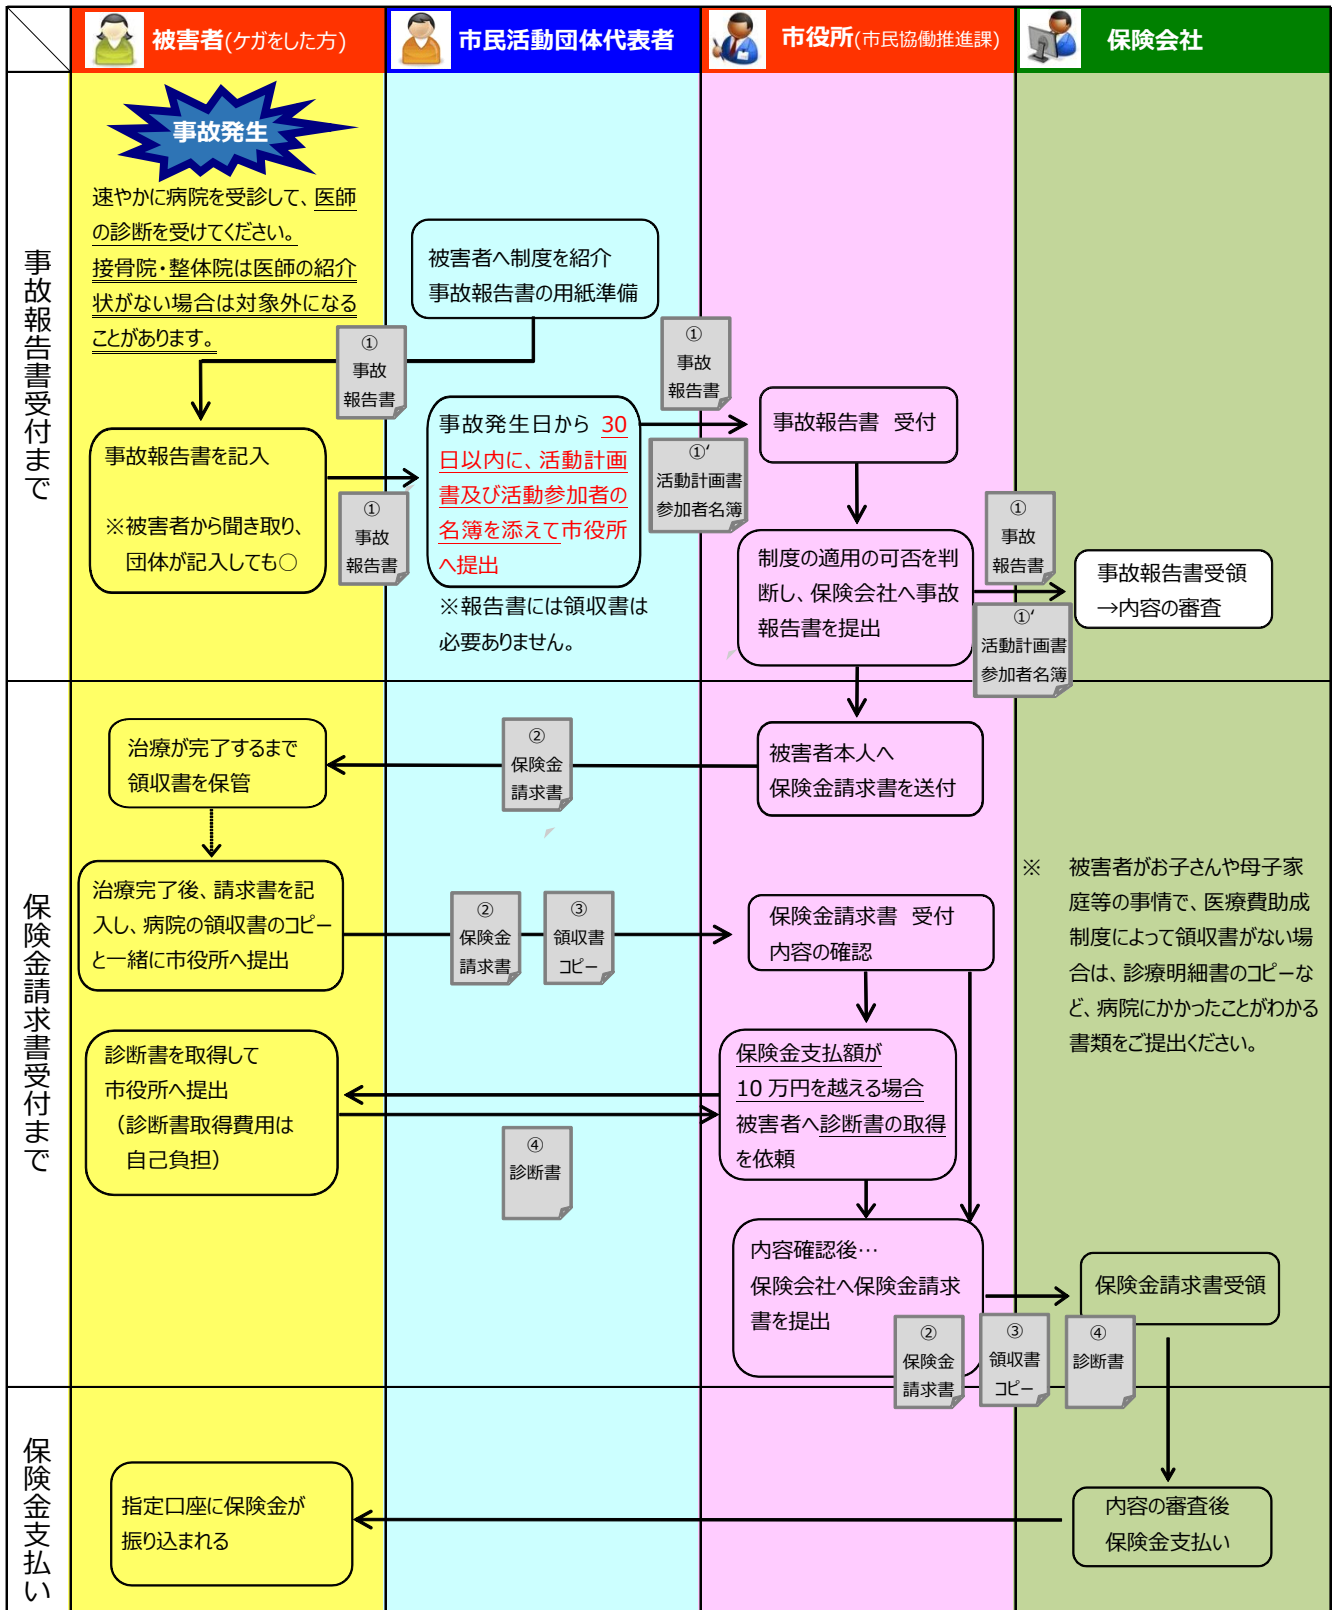 被害者(ケガをした方)
市民活動団体代表者
市役所(市民協働推進課)
保険会社
事故報告書受付まで
事故発生
速やかに病院を受診して、医師
の診断を受けてください。
接骨院・整体院は医師の紹介
状がない場合は対象外になる
ことがあります。
被害者へ制度を紹介
事故報告書の用紙準備
①
事故
報告書
①
事故
報告書
事故報告書を記入
※被害者から聞き取り、
団体が記入しても○
①
事故
報告書
事故発生日から 30
日以内に、活動計画
書及び活動参加者の
名簿を添えて市役所
へ提出
※報告書には領収書は
必要ありません。
①’
活動計画書
参加者名簿
事故報告書 受付
制度の適用の可否を判
断し、保険会社へ事故
報告書を提出
①
事故
報告書
①’
活動計画書
参加者名簿
事故報告書受領
→内容の審査
保険金請求書受付まで
治療が完了するまで
領収書を保管
②
保険金
請求書
被害者本人へ
保険金請求書を送付
治療完了後、請求書を記
入し、病院の領収書のコピー
と一緒に市役所へ提出
②
保険金
請求書
③
領収書
コピー
保険金請求書 受付
内容の確認
※ 被害者がお子さんや母子家
庭等の事情で、医療費助成
制度によって領収書がない場
合は、診療明細書のコピーな
ど、病院にかかったことがわかる
書類をご提出ください。
診断書を取得して
市役所へ提出
（診断書取得費用は
自己負担）
④
診断書
保険金支払額が
10 万円を越える場合
被害者へ診断書の取得
を依頼
内容確認後…
保険会社へ保険金請求
書を提出
②
保険金
請求書
③
領収書
コピー
④
診断書
保険金請求書受領
保険金支払い
指定口座に保険金が
振り込まれる
内容の審査後
保険金支払い